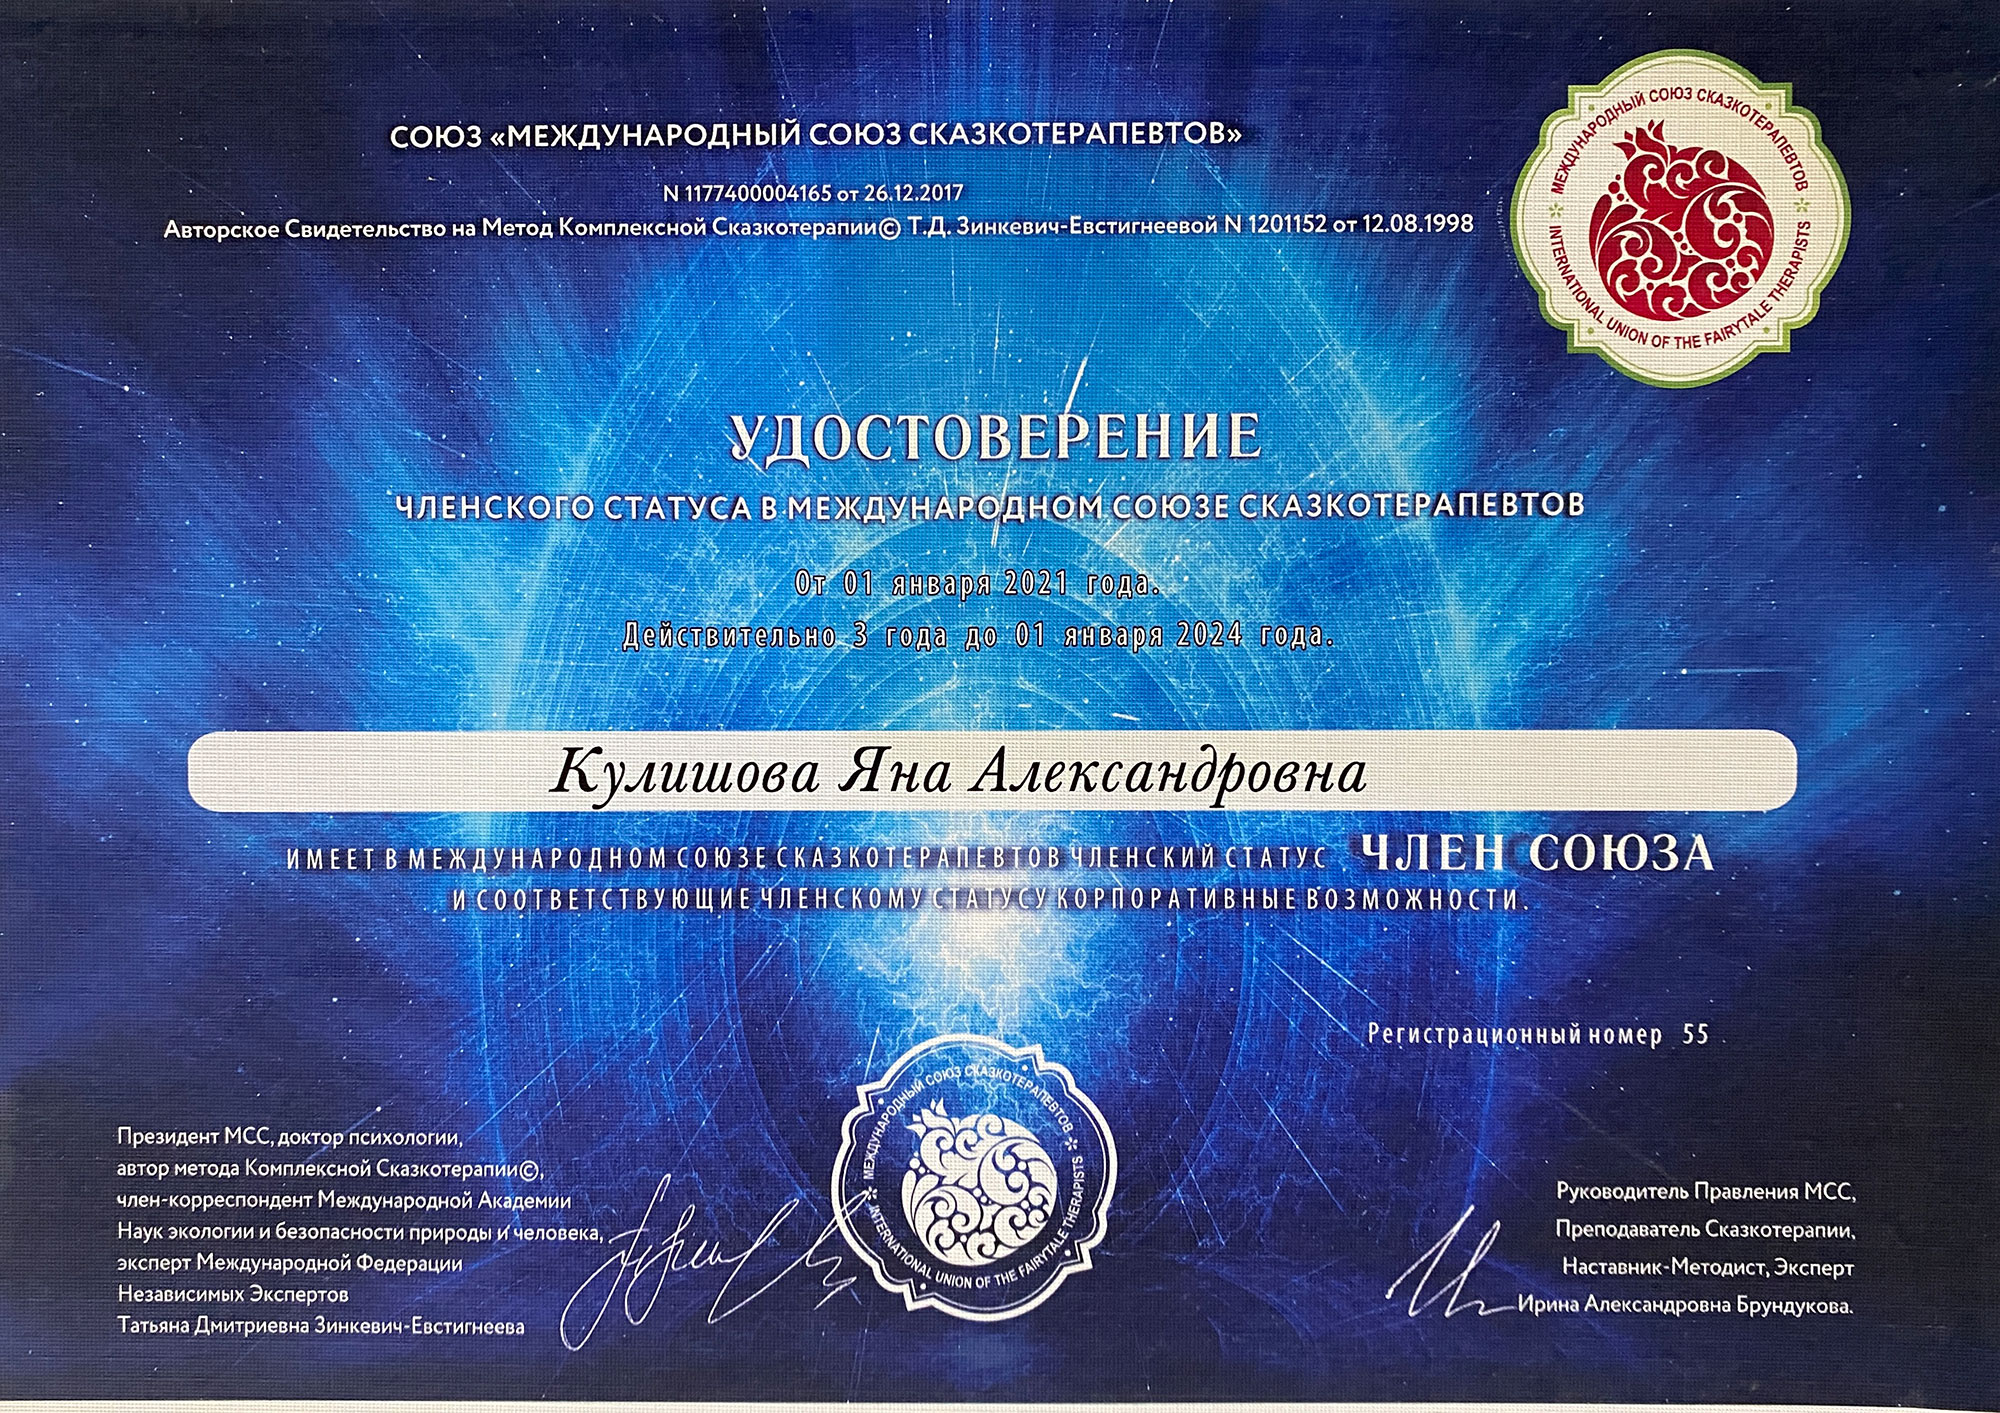 СОЮЗ «МЕЖДУНАРОДНЫЙ СОЮЗ СКАЗКОТЕРАПЕВТОВ»
N 1177400004165 от 26.12.2017
Авторское Свидетельство на Метод Комплексной Сказкотерапии© Т.Д. Зинкевич-Евстигнеевой N 1201152 от 12.08.1998
МЕЖДУНАРОДНЫЙ СОЮЗ СКАЗКОТЕРАПЕВТОВ
INTERNATIONAL UNION OF THE FAIRYTALE THERAPISTS
УДОСТОВЕРЕНИЕ
ЧЛЕНСКОГО СТАТУСА В МЕЖДУНАРОДНОМ СОЮЗЕ СКАЗКОТЕРАПЕВТОВ
От 01 января 2021 года.
Действительно 3 года до 01 января 2024 года.
Кулишова Яна Александровна
ИМЕЕТ В МЕЖДУНАРОДНОМ СОЮЗЕ СКАЗКОТЕРАПЕВТОВ ЧЛЕНСКИЙ СТАТУС ЧЛЕН СОЮЗА
И СООТВЕТСТВУЮЩИЕ ЧЛЕНСКОМУ СТАТУСУ КОРПОРАТИВНЫЕ ВОЗМОЖНОСТИ.
Регистрационный номер 55
МЕЖДУНАРОДНЫЙ СОЮЗ СКАЗКОТЕРАПЕВТОВ
INTERNATIONAL UNION OF THE FAIRYTALE THERAPISTS
Президент МСС, доктор психологии,
автор метода Комплексной Сказкотерапии©,
член-корреспондент Международной Академии
Наук экологии и безопасности природы и человека,
эксперт Международной Федерации
Независимых Экспертов
Татьяна Дмитриевна Зинкевич-Евстигнеева
Руководитель Правления МСС,
Преподаватель Сказкотерапии,
Наставник-Методист, Эксперт
Ирина Александровна Брундукова.